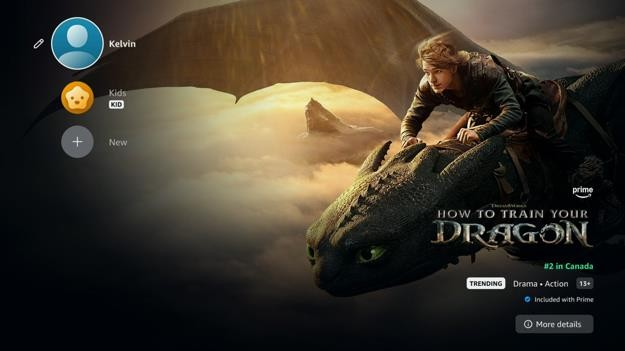 Kelvin
Kids
KID
New
prime
DREAMWORKS
HOW TO TRAIN YOUR
DRAGON
#2 in Canada
TRENDING Drama • Action 13+
Included with Prime
More details